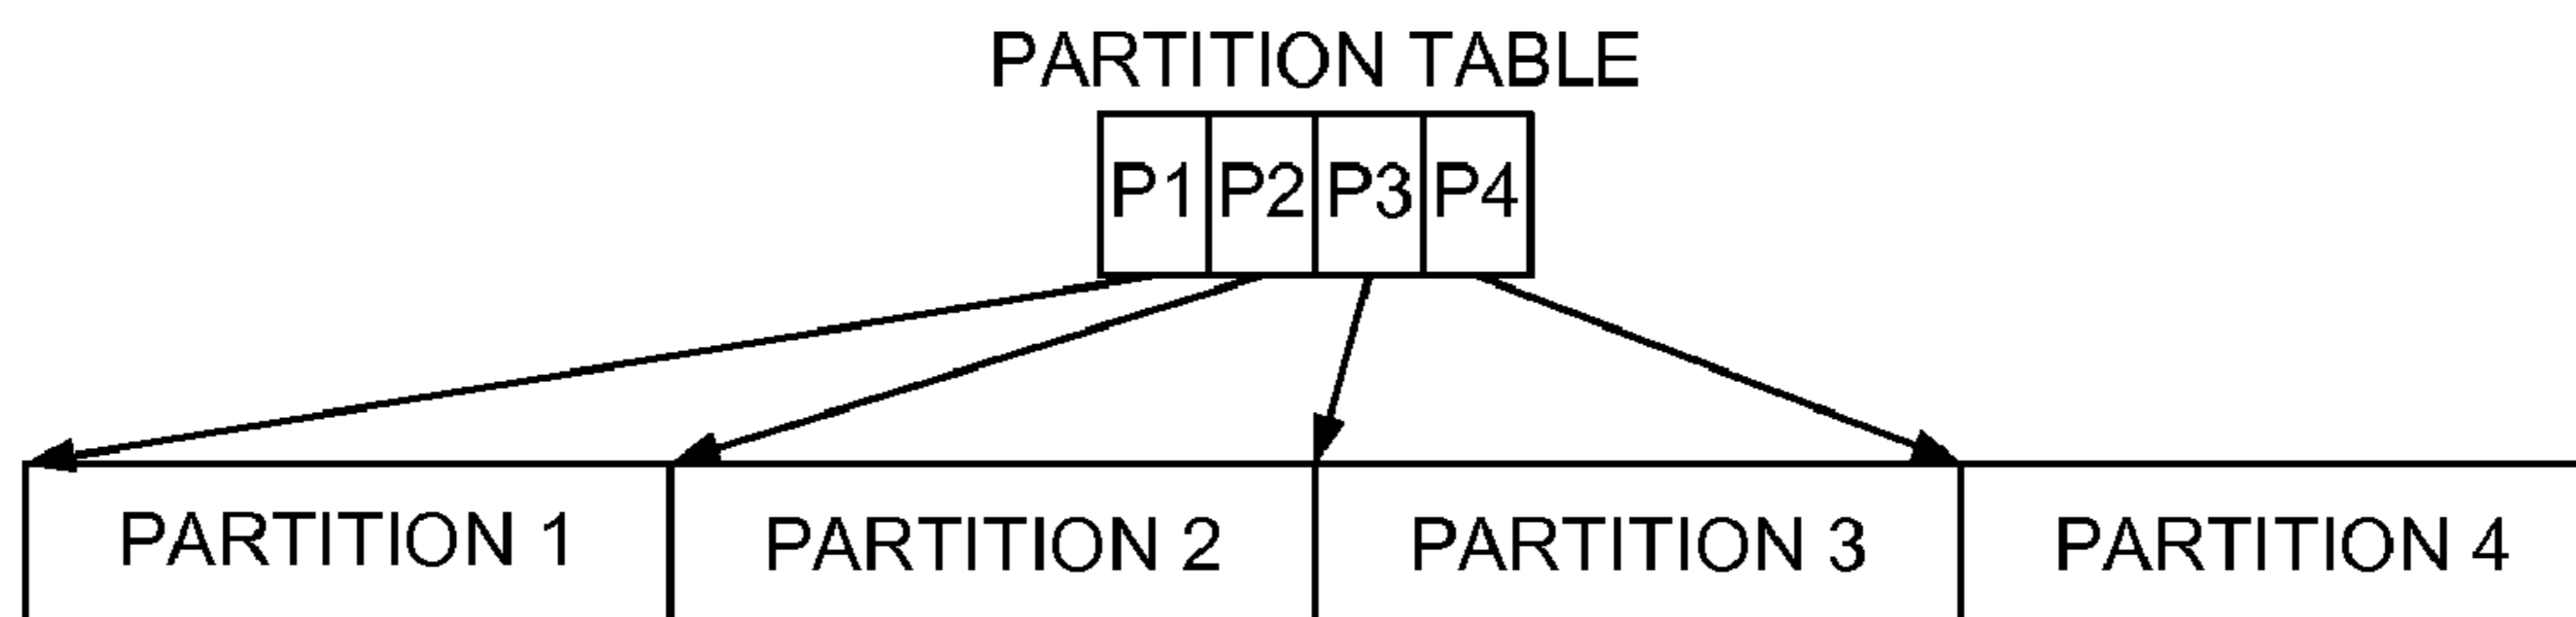 PARTITION TABLE
P1 P2 P3 P4
PARTITION 1 PARTITION 2 PARTITION 3 PARTITION 4